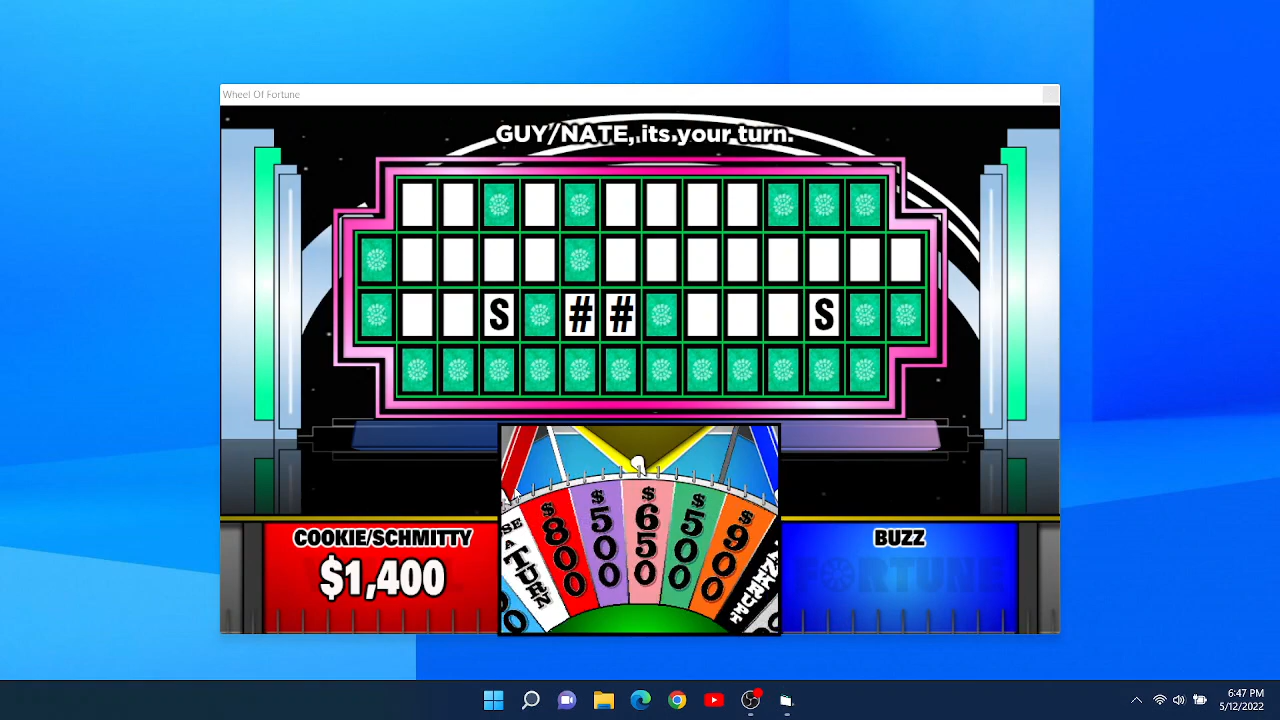 Wheel Of Fortune
GUY/NATE, its your turn.
S # # S
COOKIE/SCHMITTY
$1,400
$800
$500
$650
$500
$900
BUZZ
6:47 PM
5/12/2022